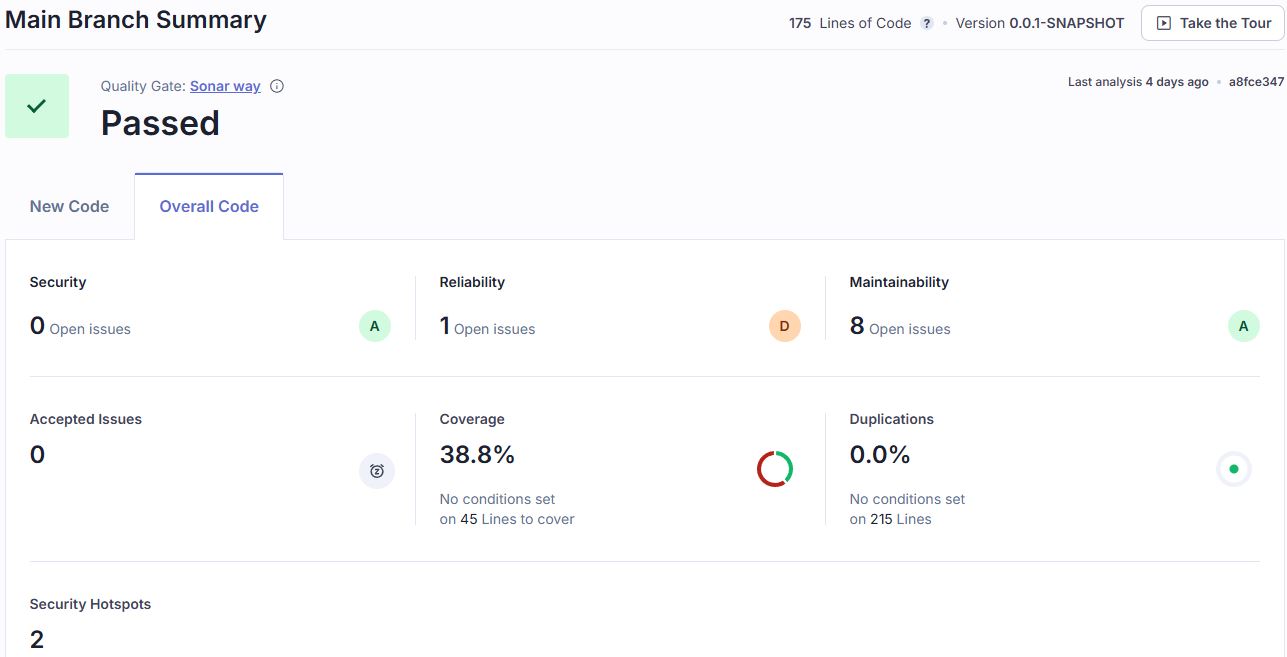 Main Branch Summary
175 Lines of Code ? • Version 0.0.1-SNAPSHOT Take the Tour
Quality Gate: Sonar way
Last analysis 4 days ago • a8fce347
Passed
New Code Overall Code
Security Reliability Maintainability
0 Open issues A 1 Open issues D 8 Open issues A
Accepted Issues Coverage Duplications
0 38.8% 0.0%
No conditions set No conditions set
on 45 Lines to cover on 215 Lines
Security Hotspots
2